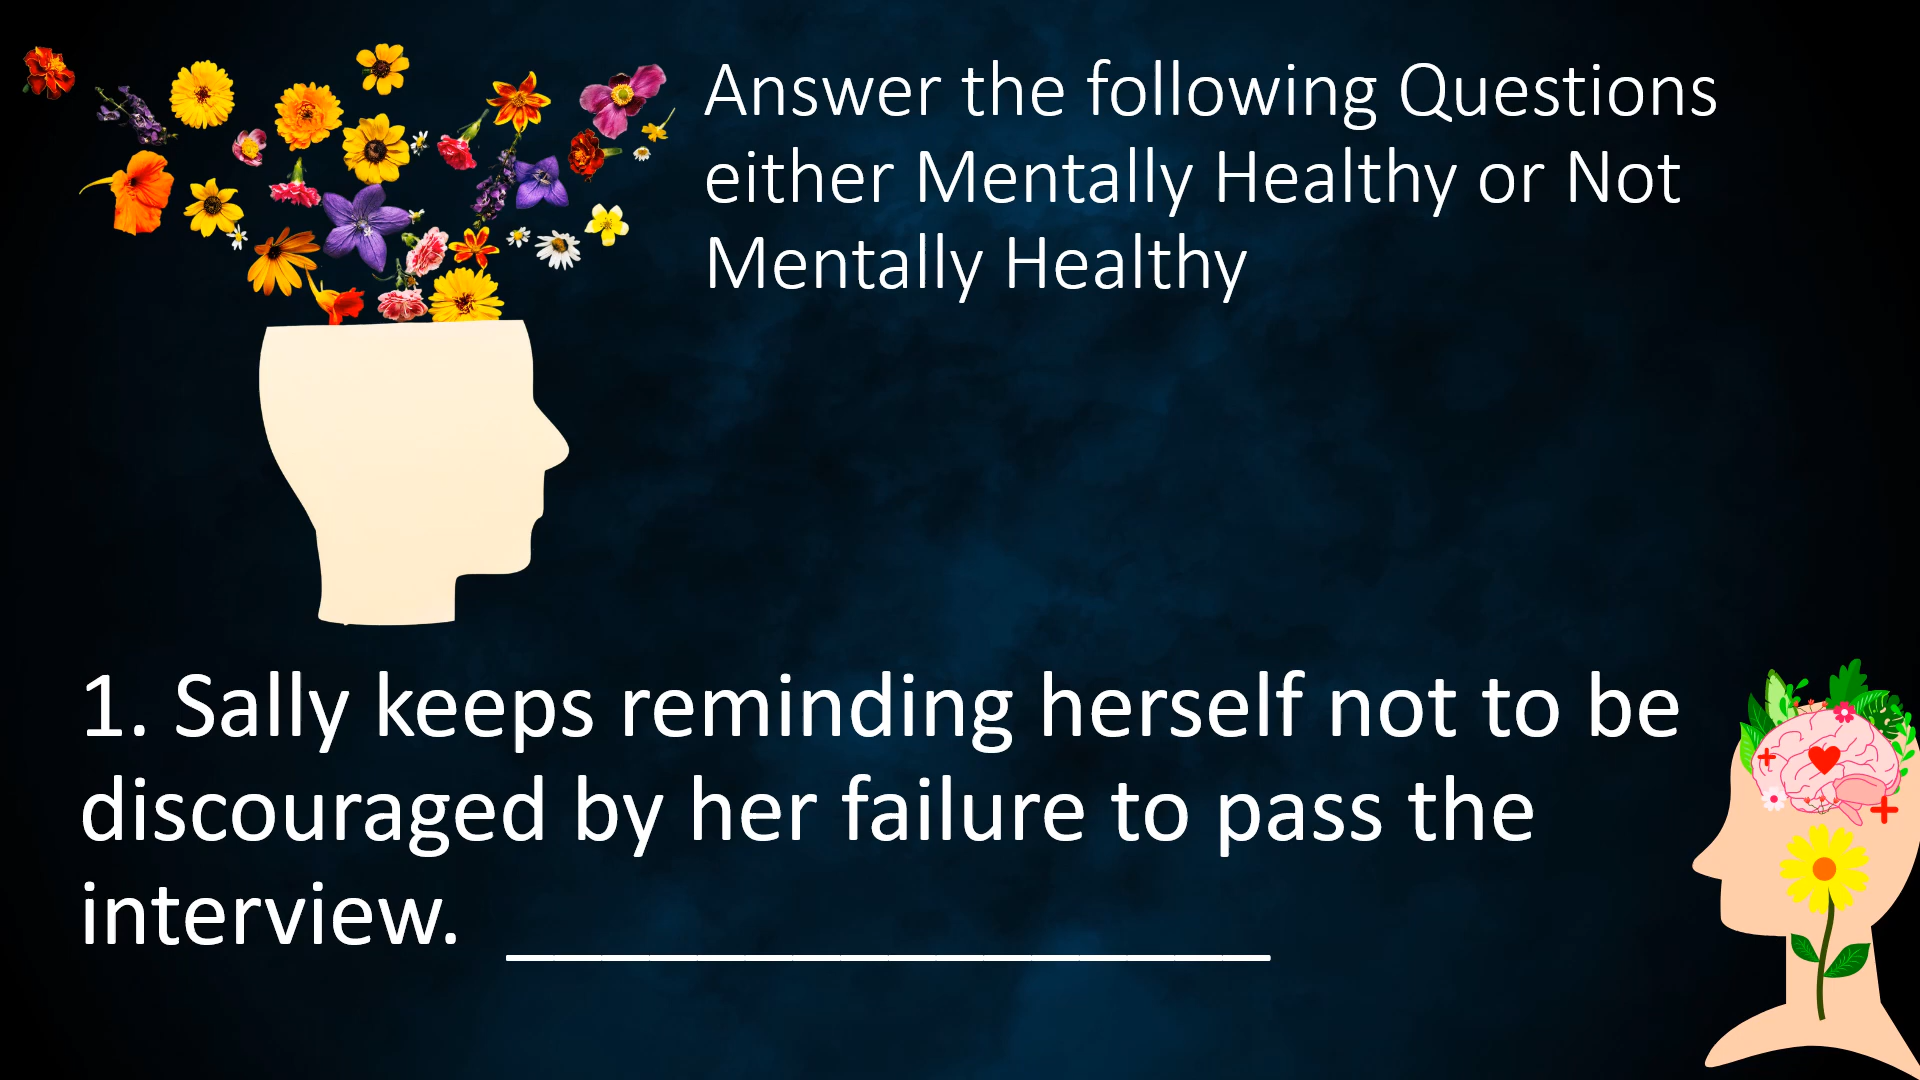 Answer the following Questions
either Mentally Healthy or Not
Mentally Healthy
1. Sally keeps reminding herself not to be
discouraged by her failure to pass the
interview. ________________